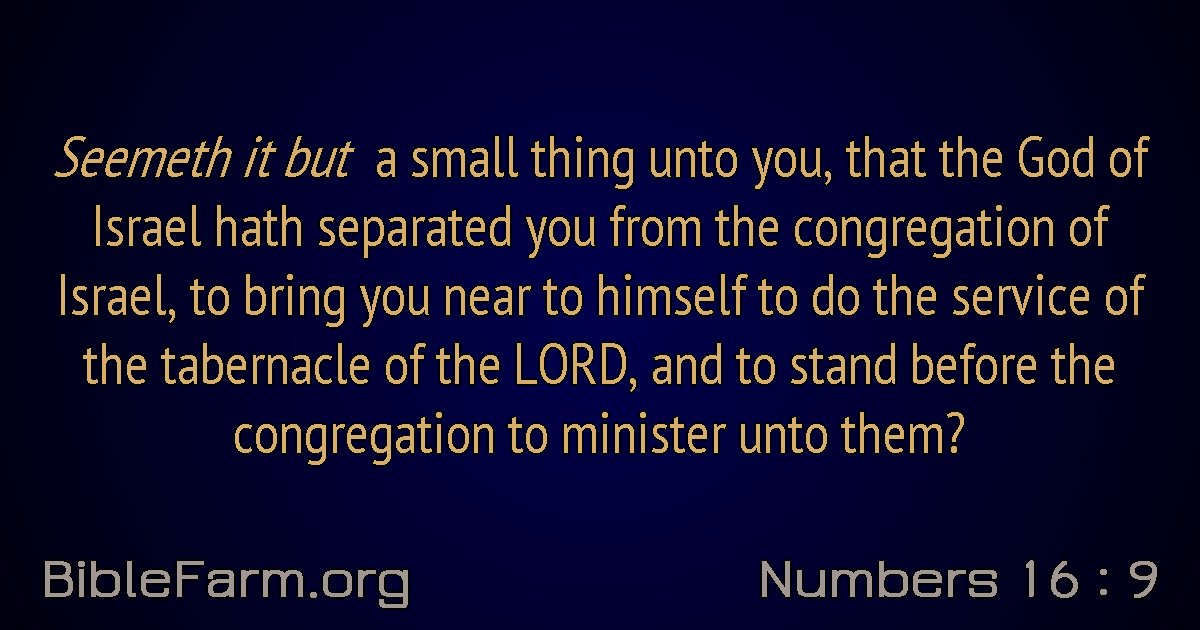 Seemeth it but a small thing unto you, that the God of
Israel hath separated you from the congregation of
Israel, to bring you near to himself to do the service of
the tabernacle of the LORD, and to stand before the
congregation to minister unto them?
BibleFarm.org
Numbers 16 : 9